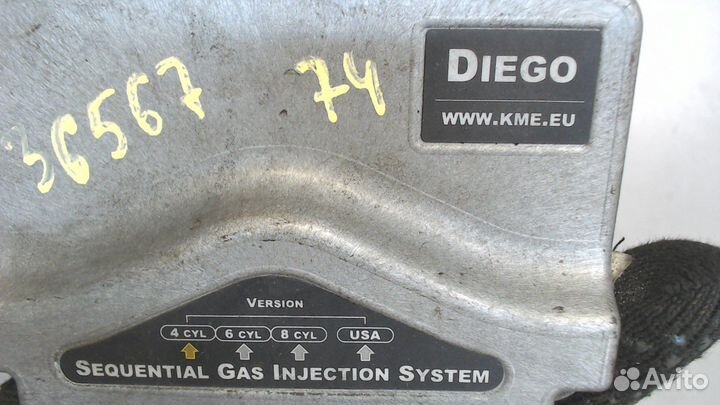 36567 74
DIEGO
WWW.KME.EU
VERSION
4 CYL 6 CYL 8 CYL USA
SEQUENTIAL GAS INJECTION SYSTEM
Avito